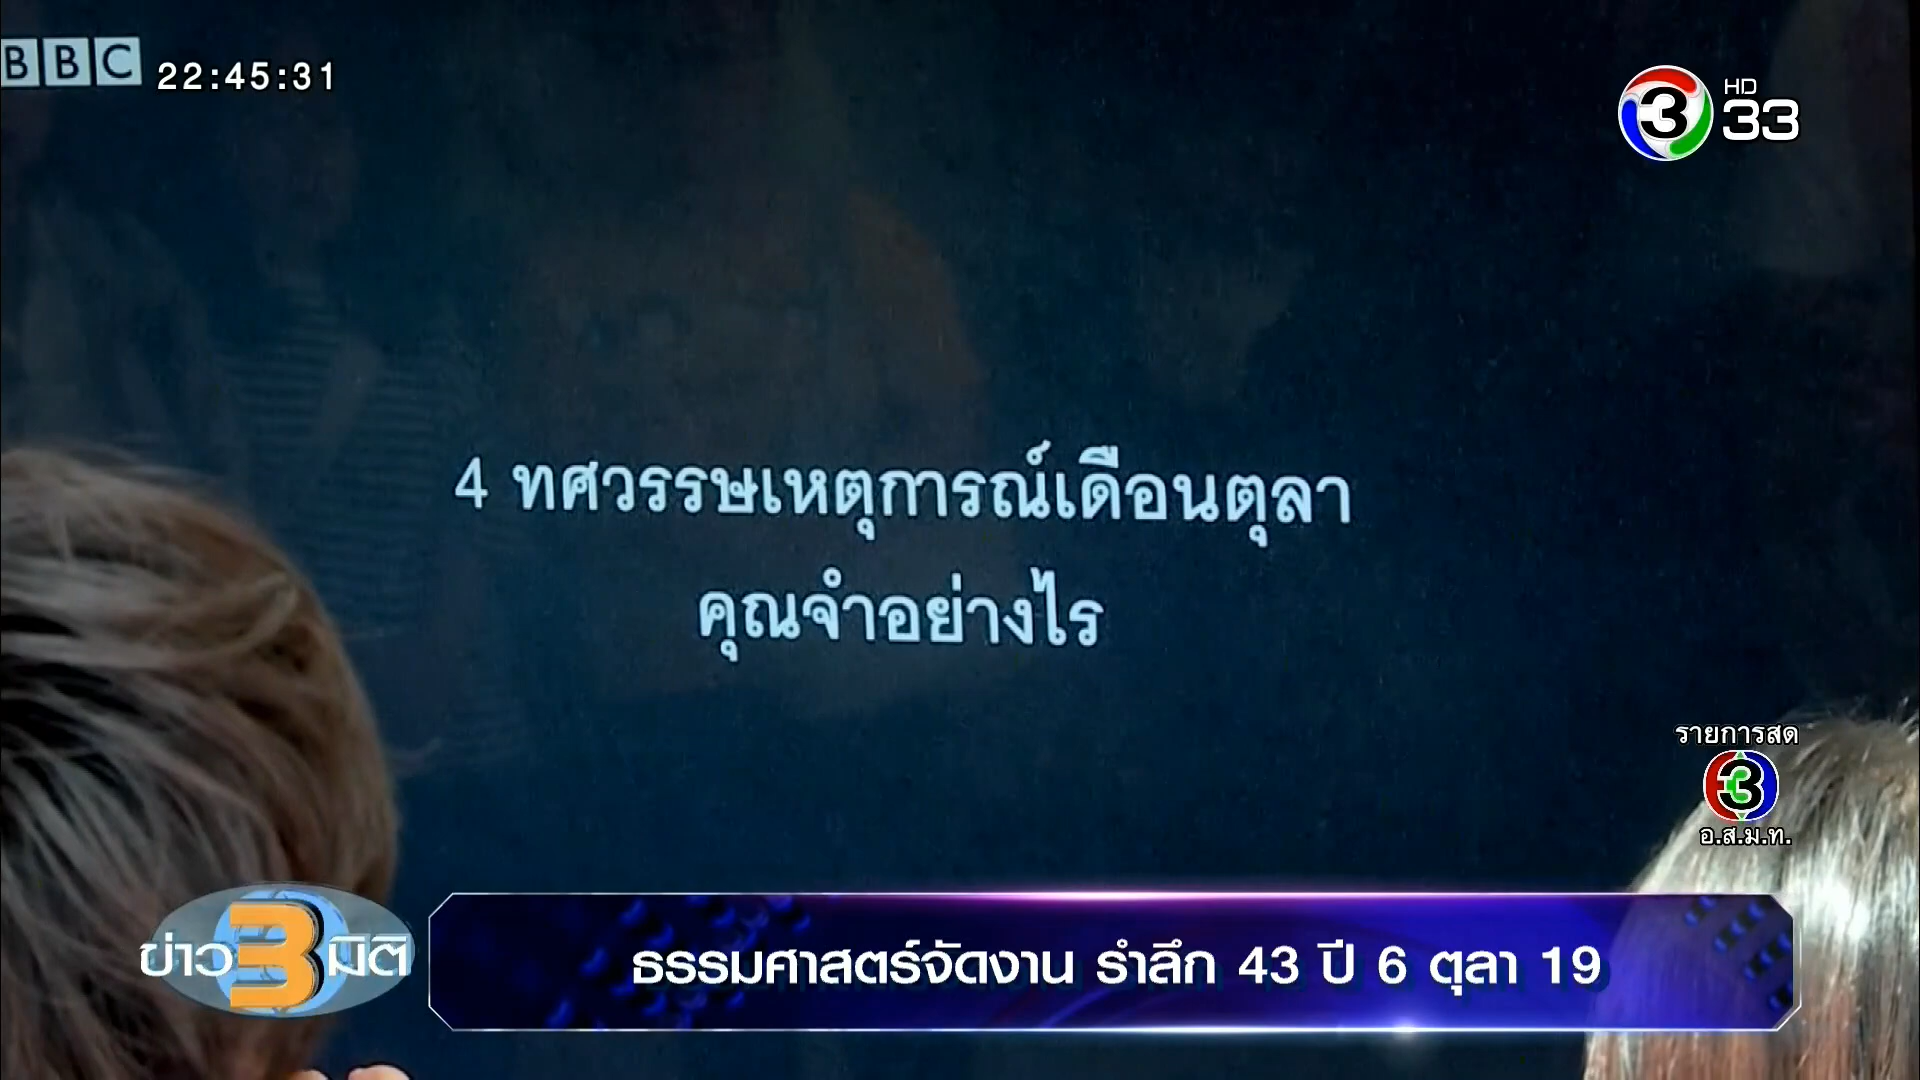 BBC
22:45:31
3 HD
33
4 ทศวรรษเหตุการณ์เดือนตุลา
คุณจำอย่างไร
รายการสด
3
อ.ส.ม.ท.
ข่าว3มิติ
ธรรมศาสตร์จัดงาน รำลึก 43 ปี 6 ตุลา 19